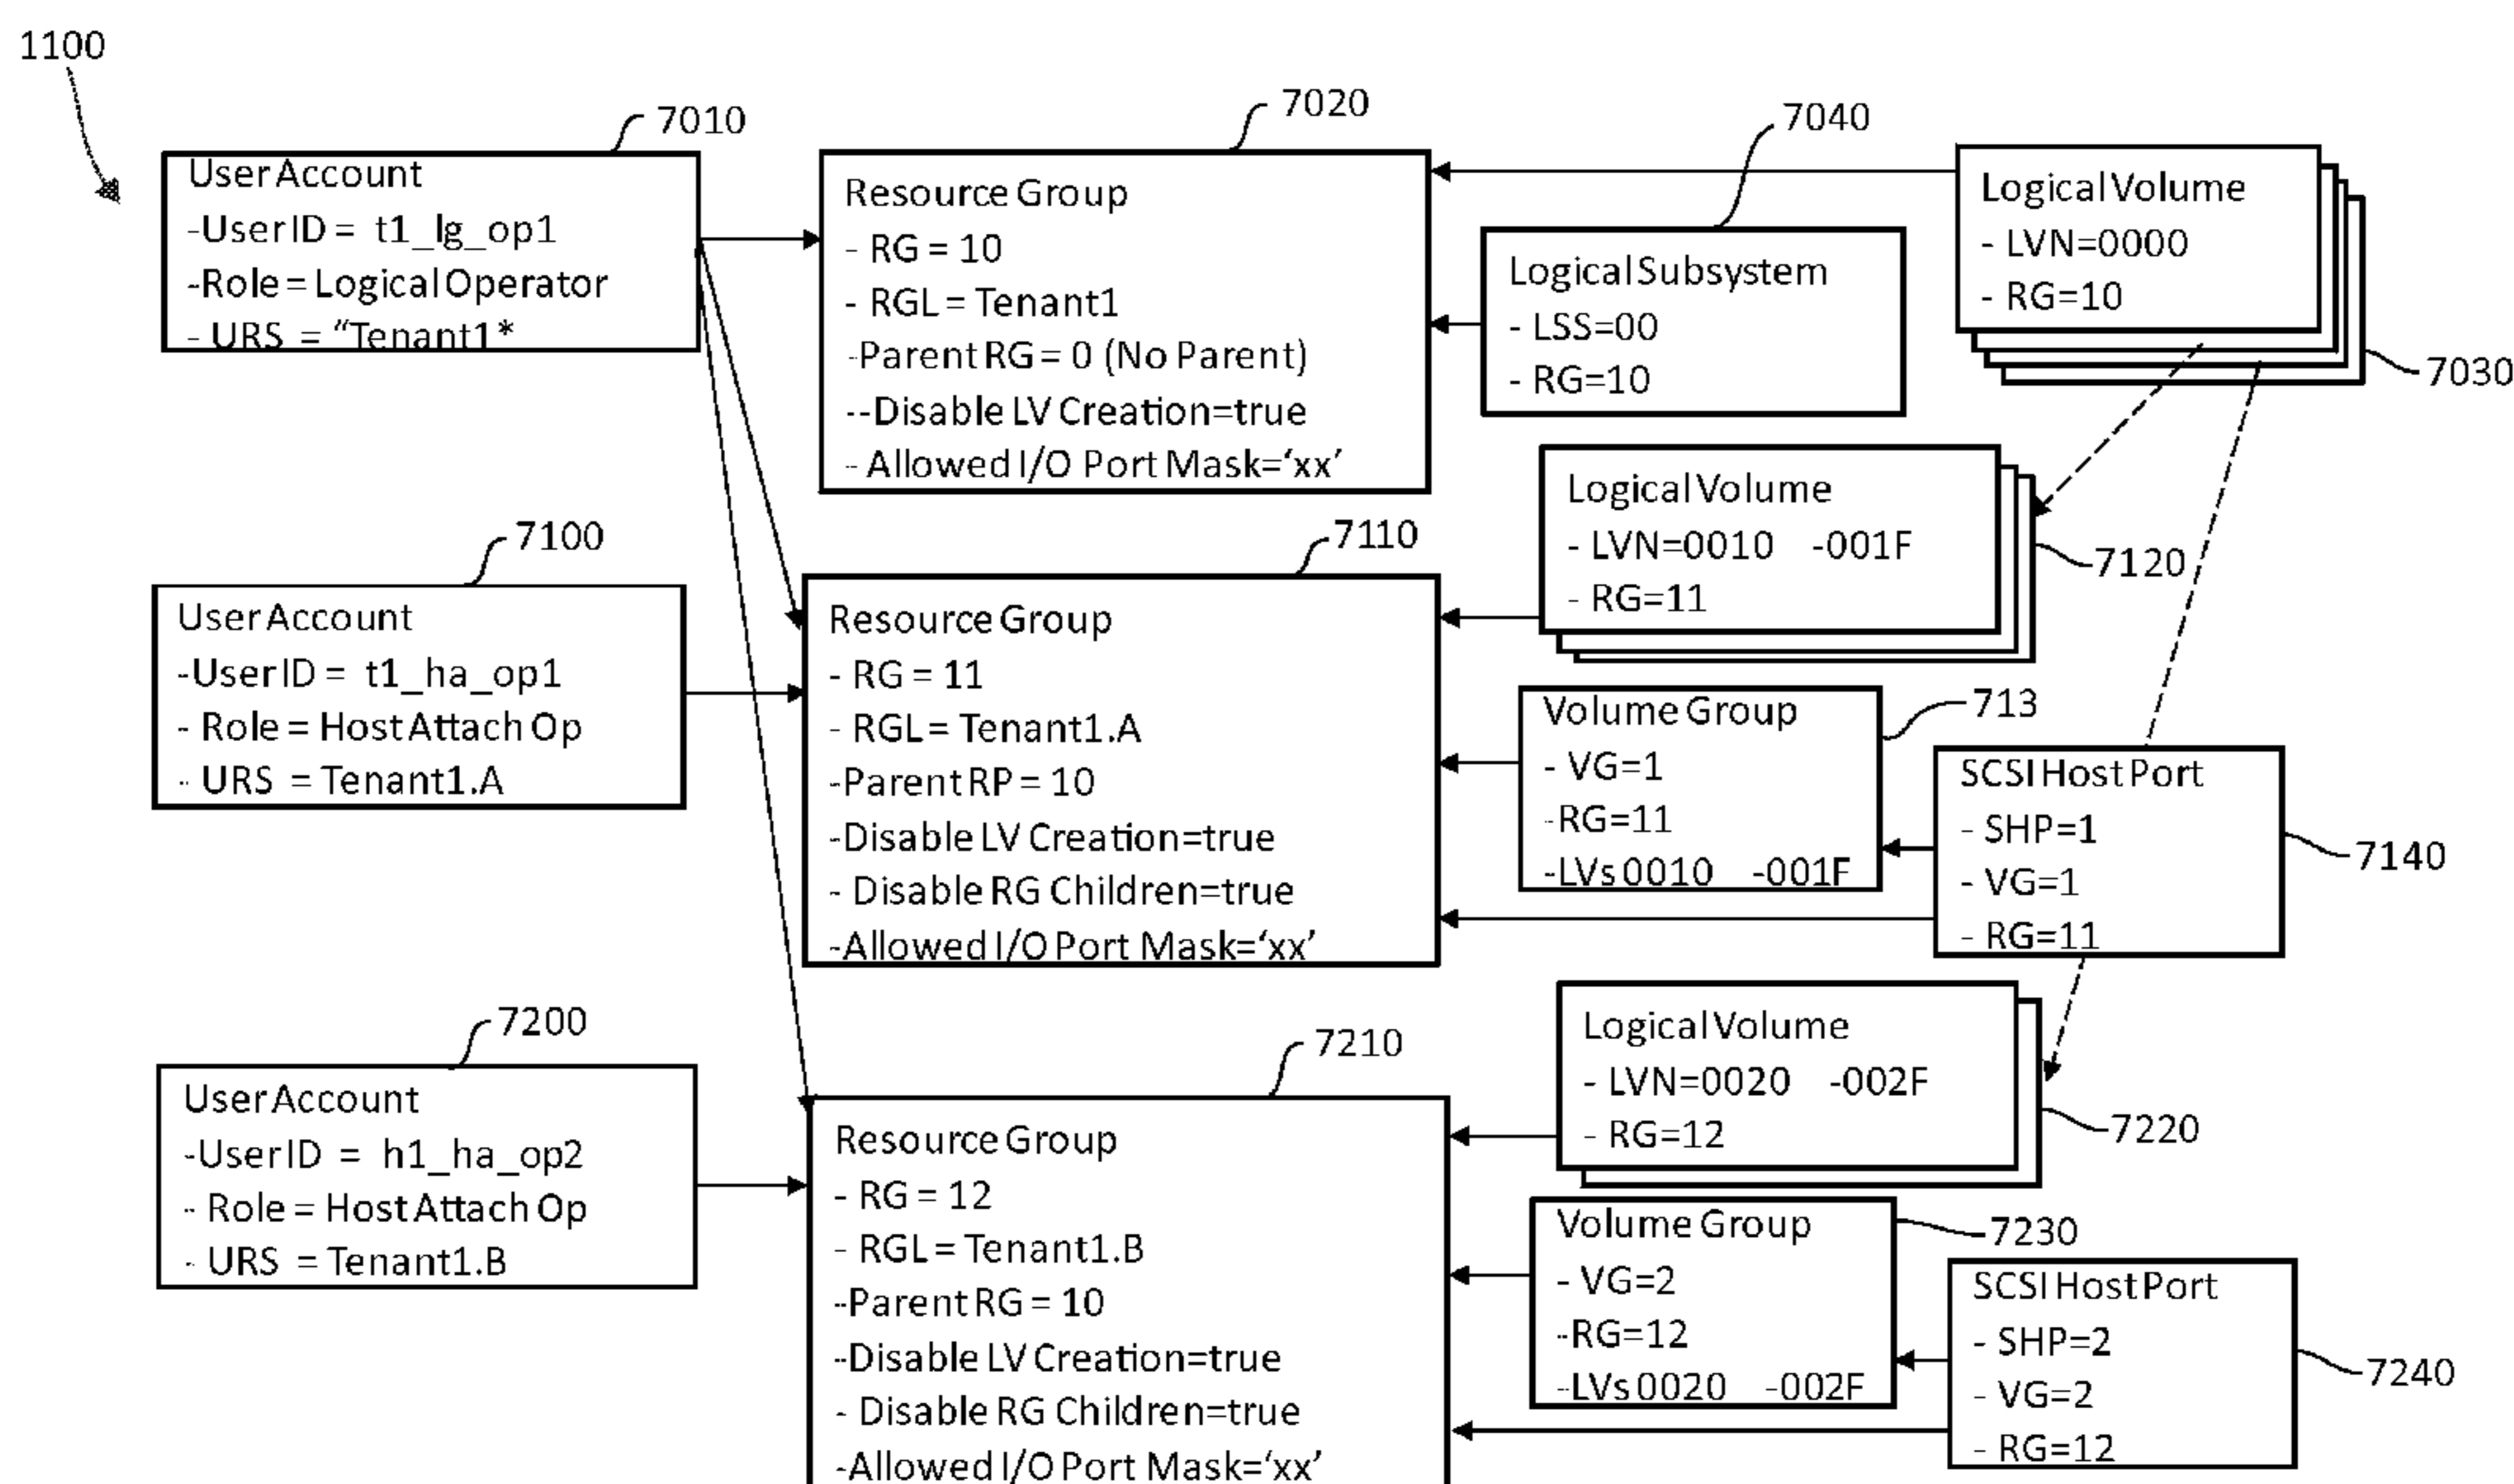 1100
7010
User Account
-User ID = t1_lg_op1
-Role = Logical Operator
- URS = “Tenant1*
7020
Resource Group
- RG = 10
- RGL = Tenant1
-Parent RG = 0 (No Parent)
--Disable LV Creation=true
- Allowed I/O Port Mask=‘xx’
7040
Logical Subsystem
- LSS=00
- RG=10
Logical Volume
- LVN=0000
- RG=10
7030
7100
User Account
-User ID = t1_ha_op1
- Role = Host Attach Op
- URS = Tenant1.A
7110
Resource Group
- RG = 11
- RGL = Tenant1.A
-Parent RP = 10
-Disable LV Creation=true
- Disable RG Children=true
-Allowed I/O Port Mask=‘xx’
Logical Volume
- LVN=0010 -001F
- RG=11
7120
Volume Group
- VG=1
-RG=11
-LVs 0010 -001F
713
SCSI Host Port
- SHP=1
- VG=1
- RG=11
7140
7200
User Account
-User ID = h1_ha_op2
- Role = Host Attach Op
- URS = Tenant1.B
7210
Resource Group
- RG = 12
- RGL = Tenant1.B
-Parent RG = 10
-Disable LV Creation=true
- Disable RG Children=true
-Allowed I/O Port Mask=‘xx’
Logical Volume
- LVN=0020 -002F
- RG=12
7220
Volume Group
- VG=2
-RG=12
-LVs 0020 -002F
7230
SCSI Host Port
- SHP=2
- VG=2
- RG=12
7240